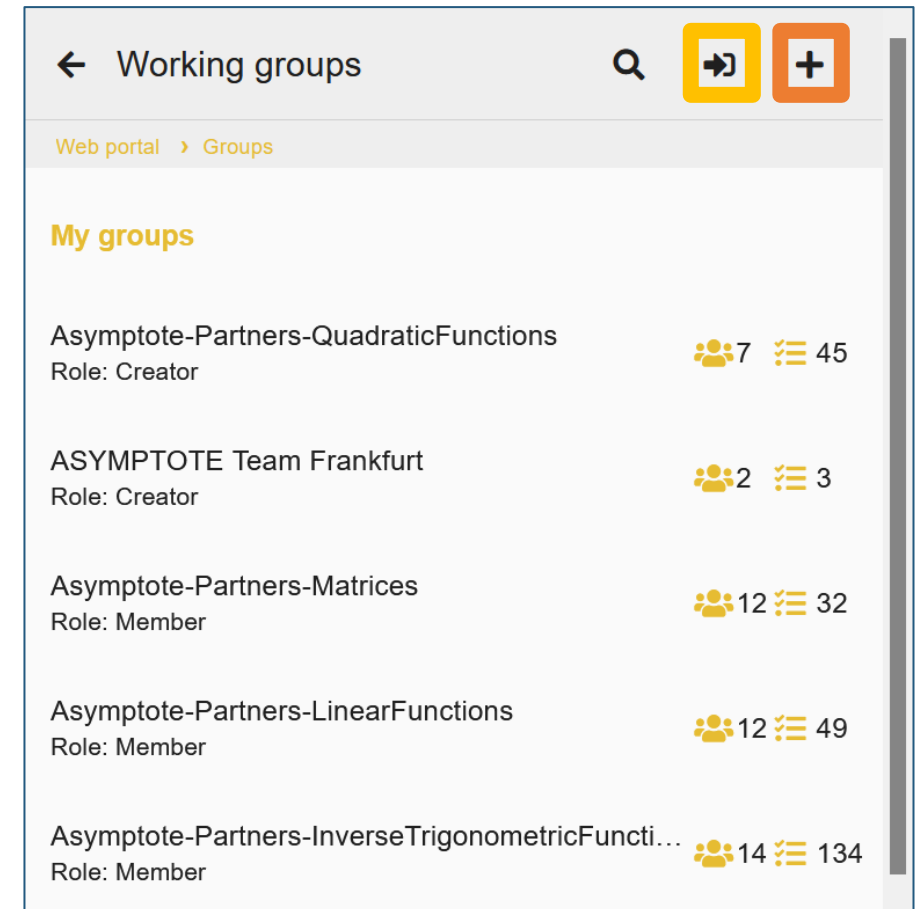 Working groups
Web portal › Groups
My groups
Asymptote-Partners-QuadraticFunctions
7 45
Role: Creator
ASYMPTOTE Team Frankfurt
2 3
Role: Creator
Asymptote-Partners-Matrices
12 32
Role: Member
Asymptote-Partners-LinearFunctions
12 49
Role: Member
Asymptote-Partners-InverseTrigonometricFuncti...
14 134
Role: Member